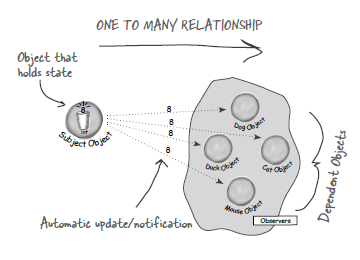 ONE TO MANY RELATIONSHIP
Object that
holds state
8
int
Subject Object
8
8
8
8
Dog Object
Duck Object
Cat Object
Mouse Object
Observers
Automatic update/notification
Dependent Objects